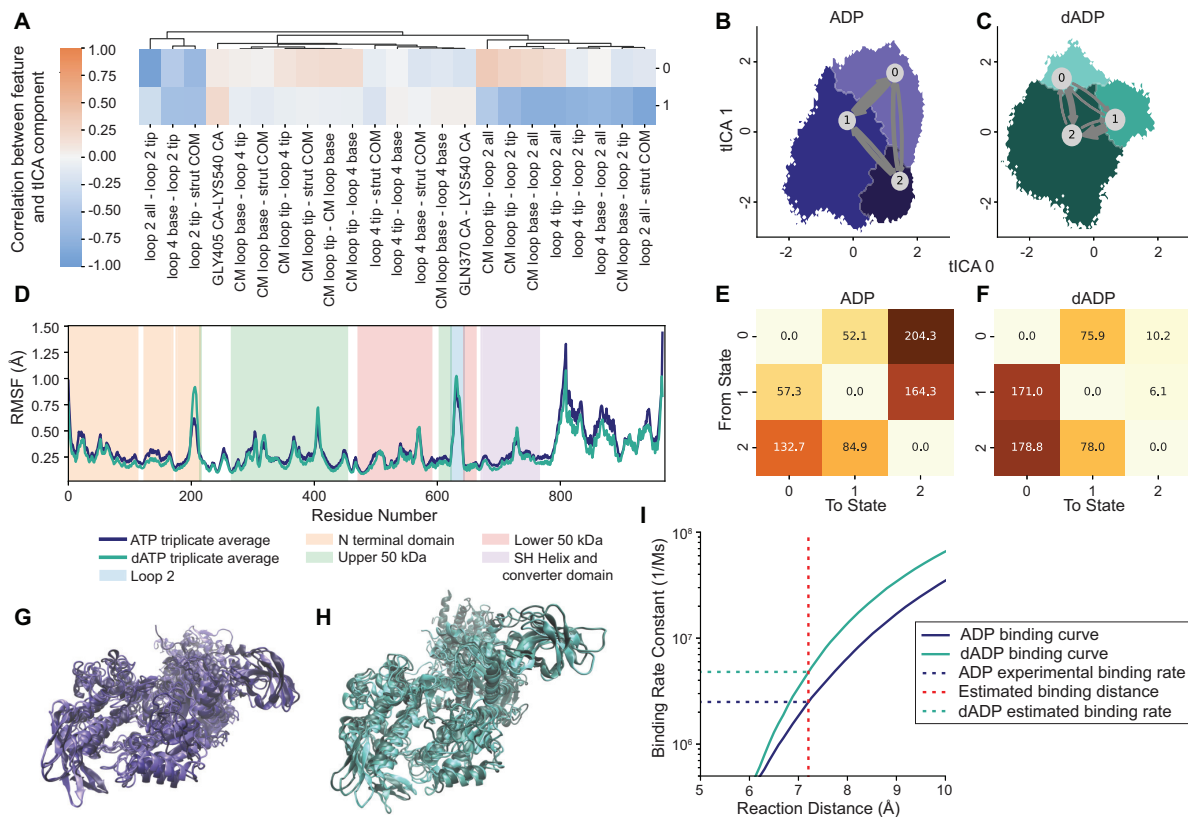 A
Correlation between feature
and tICA component
1.00
0.75
0.50
0.25
0.00
-0.25
-0.50
-0.75
-1.00
0
1
loop 2 all - loop 2 tip
loop 4 base - loop 2 tip
loop 2 tip - strut COM
GLY405 CA-LYS540 CA
CM loop base - loop 4 tip
CM loop base - strut COM
CM loop tip - loop 4 tip
CM loop tip - strut COM
CM loop tip - CM loop base
CM loop tip - loop 4 base
loop 4 tip - strut COM
loop 4 tip - loop 4 base
loop 4 base - strut COM
CM loop base - loop 4 base
GLN370 CA - LYS540 CA
CM loop tip - loop 2 all
CM loop tip - loop 2 tip
CM loop base - loop 2 all
loop 4 tip - loop 2 all
loop 4 tip - loop 2 tip
loop 4 base - loop 2 all
CM loop base - loop 2 tip
loop 2 all - strut COM
B
ADP
tICA 1
2
0
-2
-2
0
2
0
1
2
C
dADP
2
0
-2
-2
0
2
0
1
2
tICA 0
D
RMSF (Å)
1.50
1.25
1.00
0.75
0.50
0.25
0
200
400
600
800
Residue Number
ATP triplicate average
dATP triplicate average
Loop 2
N terminal domain
Upper 50 kDa
Lower 50 kDa
SH Helix and
converter domain
E
ADP
From State
0
1
2
0.0 52.1 204.3
57.3 0.0 164.3
132.7 84.9 0.0
0 1 2
To State
F
dADP
0
1
2
0.0 75.9 10.2
171.0 0.0 6.1
178.8 78.0 0.0
0 1 2
To State
G
H
I
Binding Rate Constant (1/Ms)
10⁸
10⁷
10⁶
5 6 7 8 9 10
Reaction Distance (Å)
ADP binding curve
dADP binding curve
ADP experimental binding rate
Estimated binding distance
dADP estimated binding rate